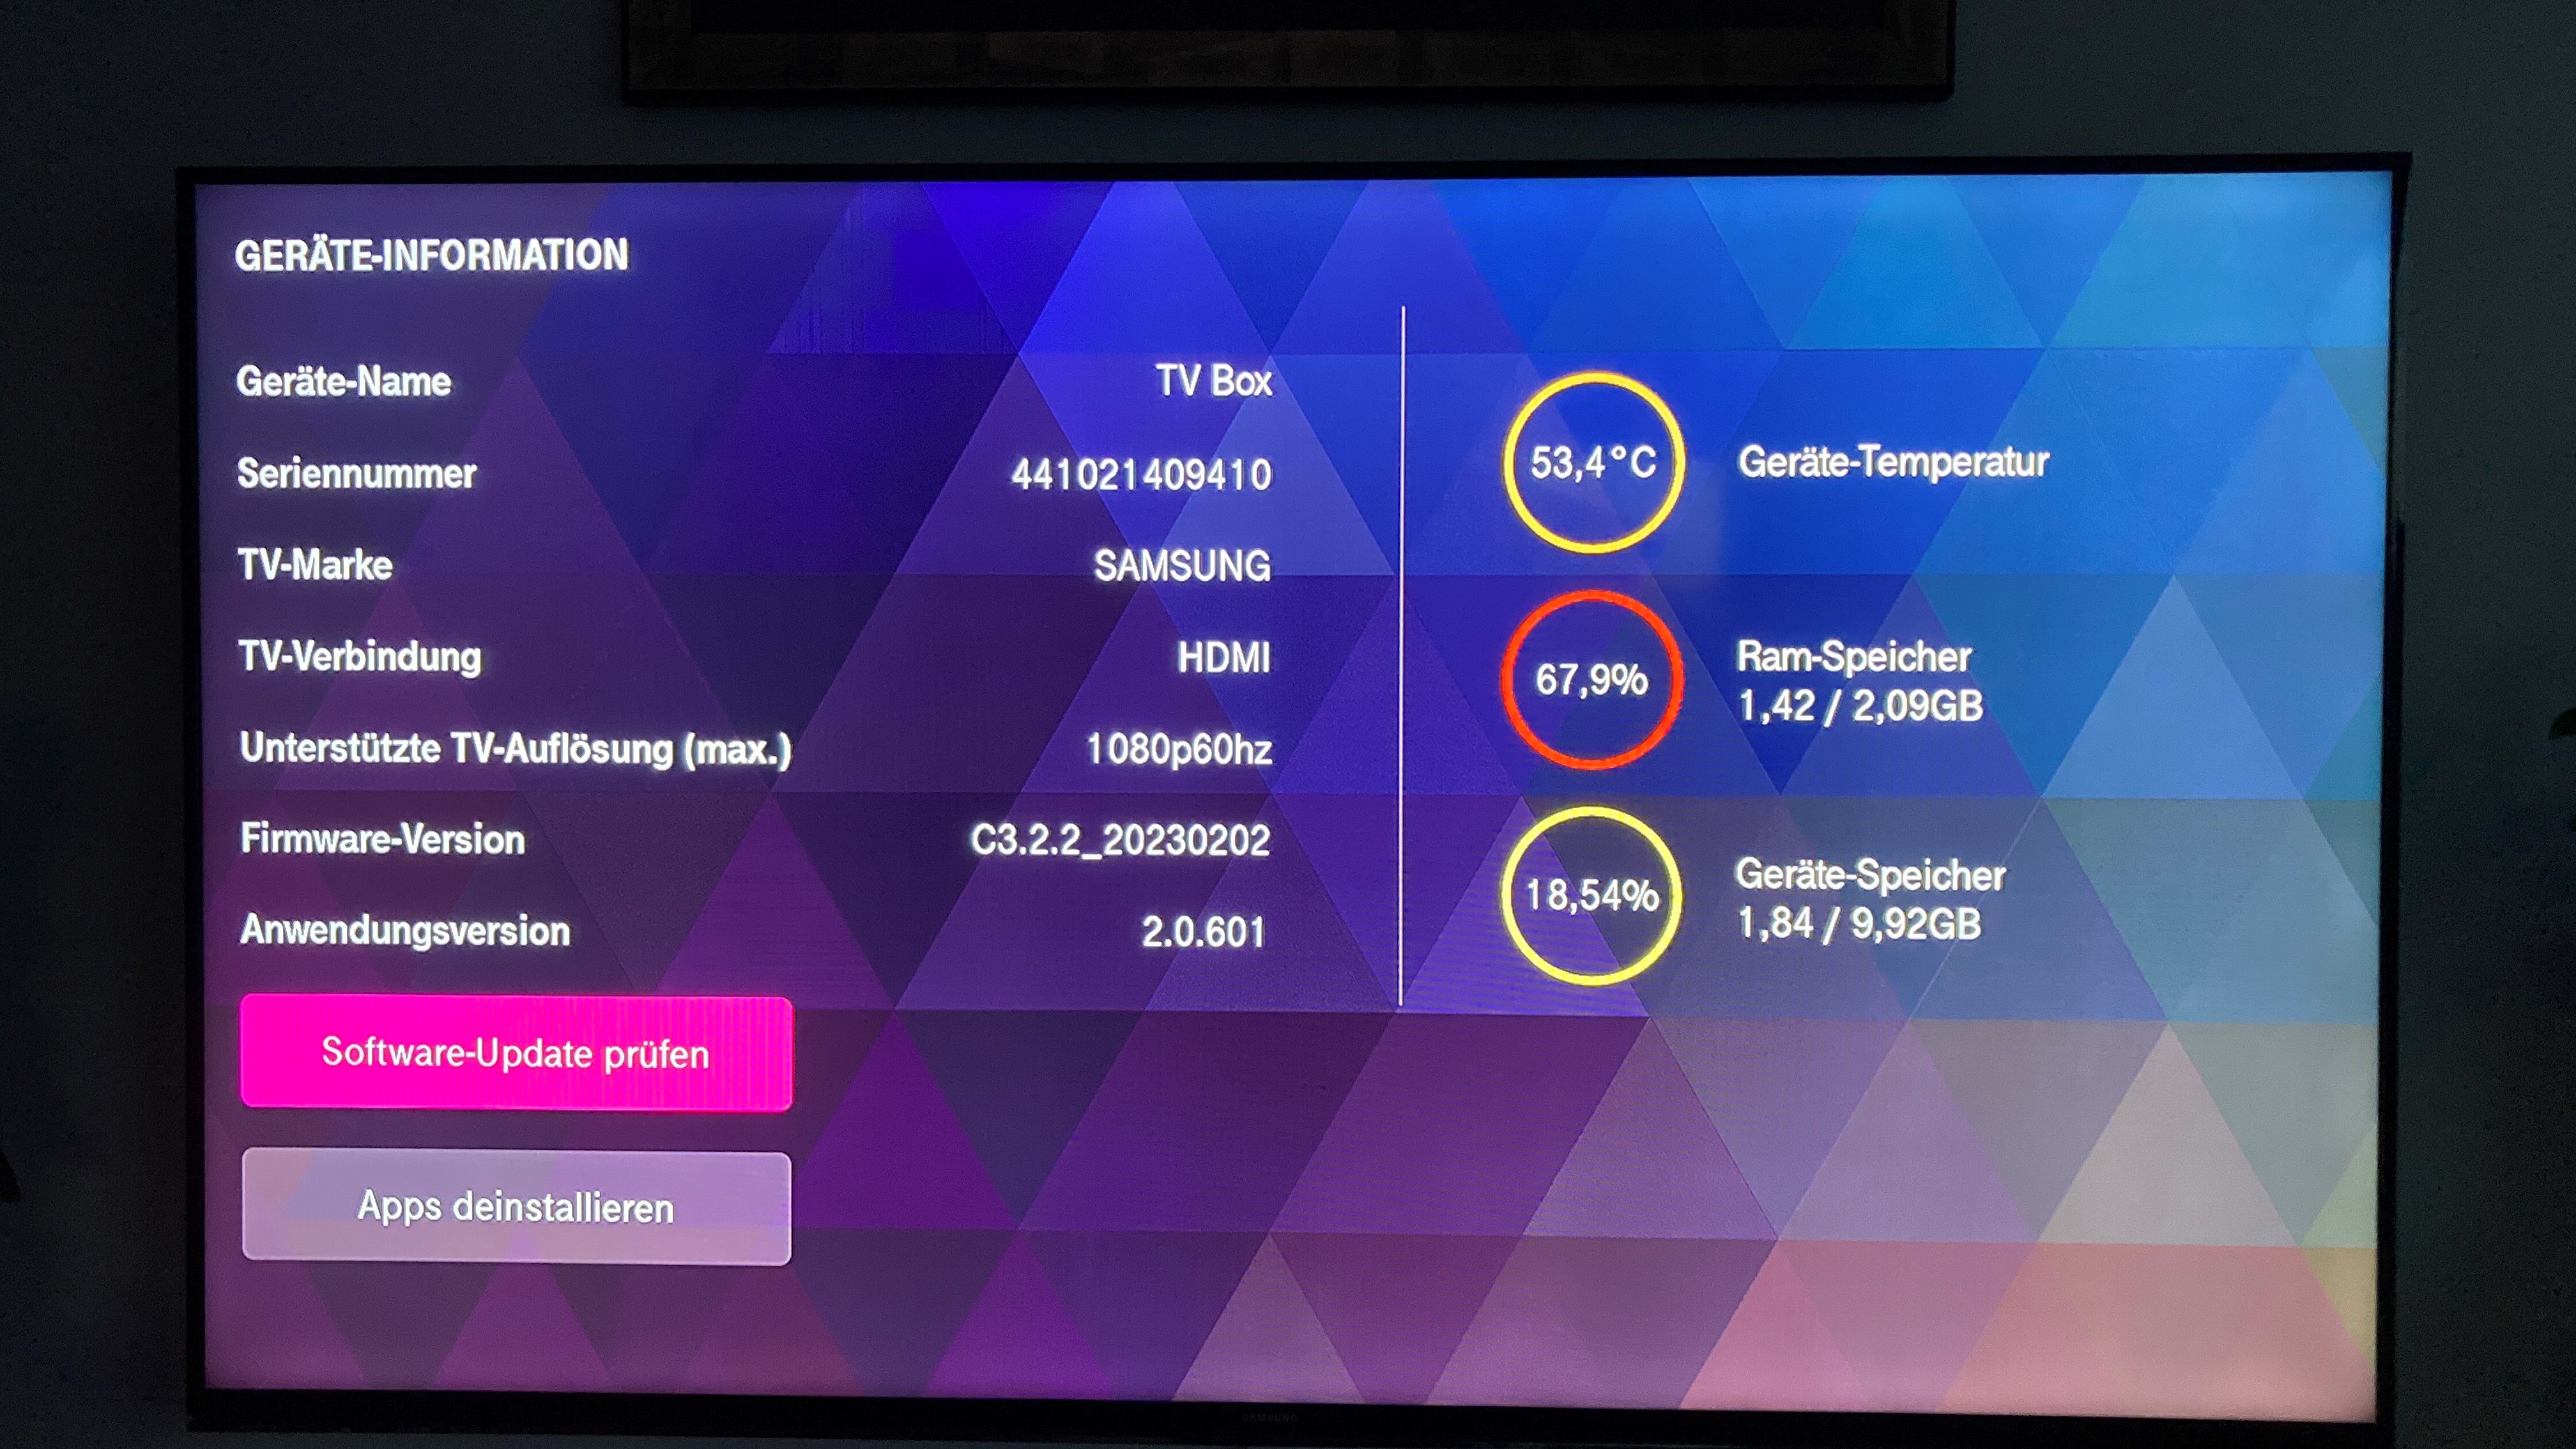 GERÄTE-INFORMATION
Geräte-Name TV Box
Seriennummer 441021409410
TV-Marke SAMSUNG
TV-Verbindung HDMI
Unterstützte TV-Auflösung (max.) 1080p60hz
Firmware-Version C3.2.2_20230202
Anwendungsversion 2.0.601
Software-Update prüfen
Apps deinstallieren
53,4°C Geräte-Temperatur
67,9% Ram-Speicher
1,42 / 2,09GB
18,54% Geräte-Speicher
1,84 / 9,92GB
SAMSUNG